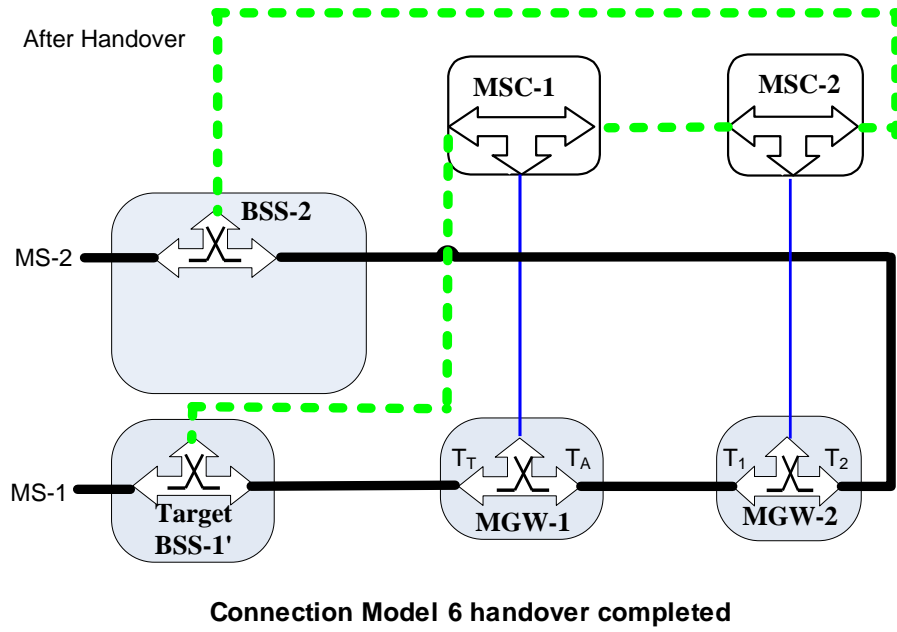 After Handover
MSC-1
MSC-2
BSS-2
MS-2
MS-1
Target
BSS-1'
TT
TA
MGW-1
T1
T2
MGW-2
Connection Model 6 handover completed